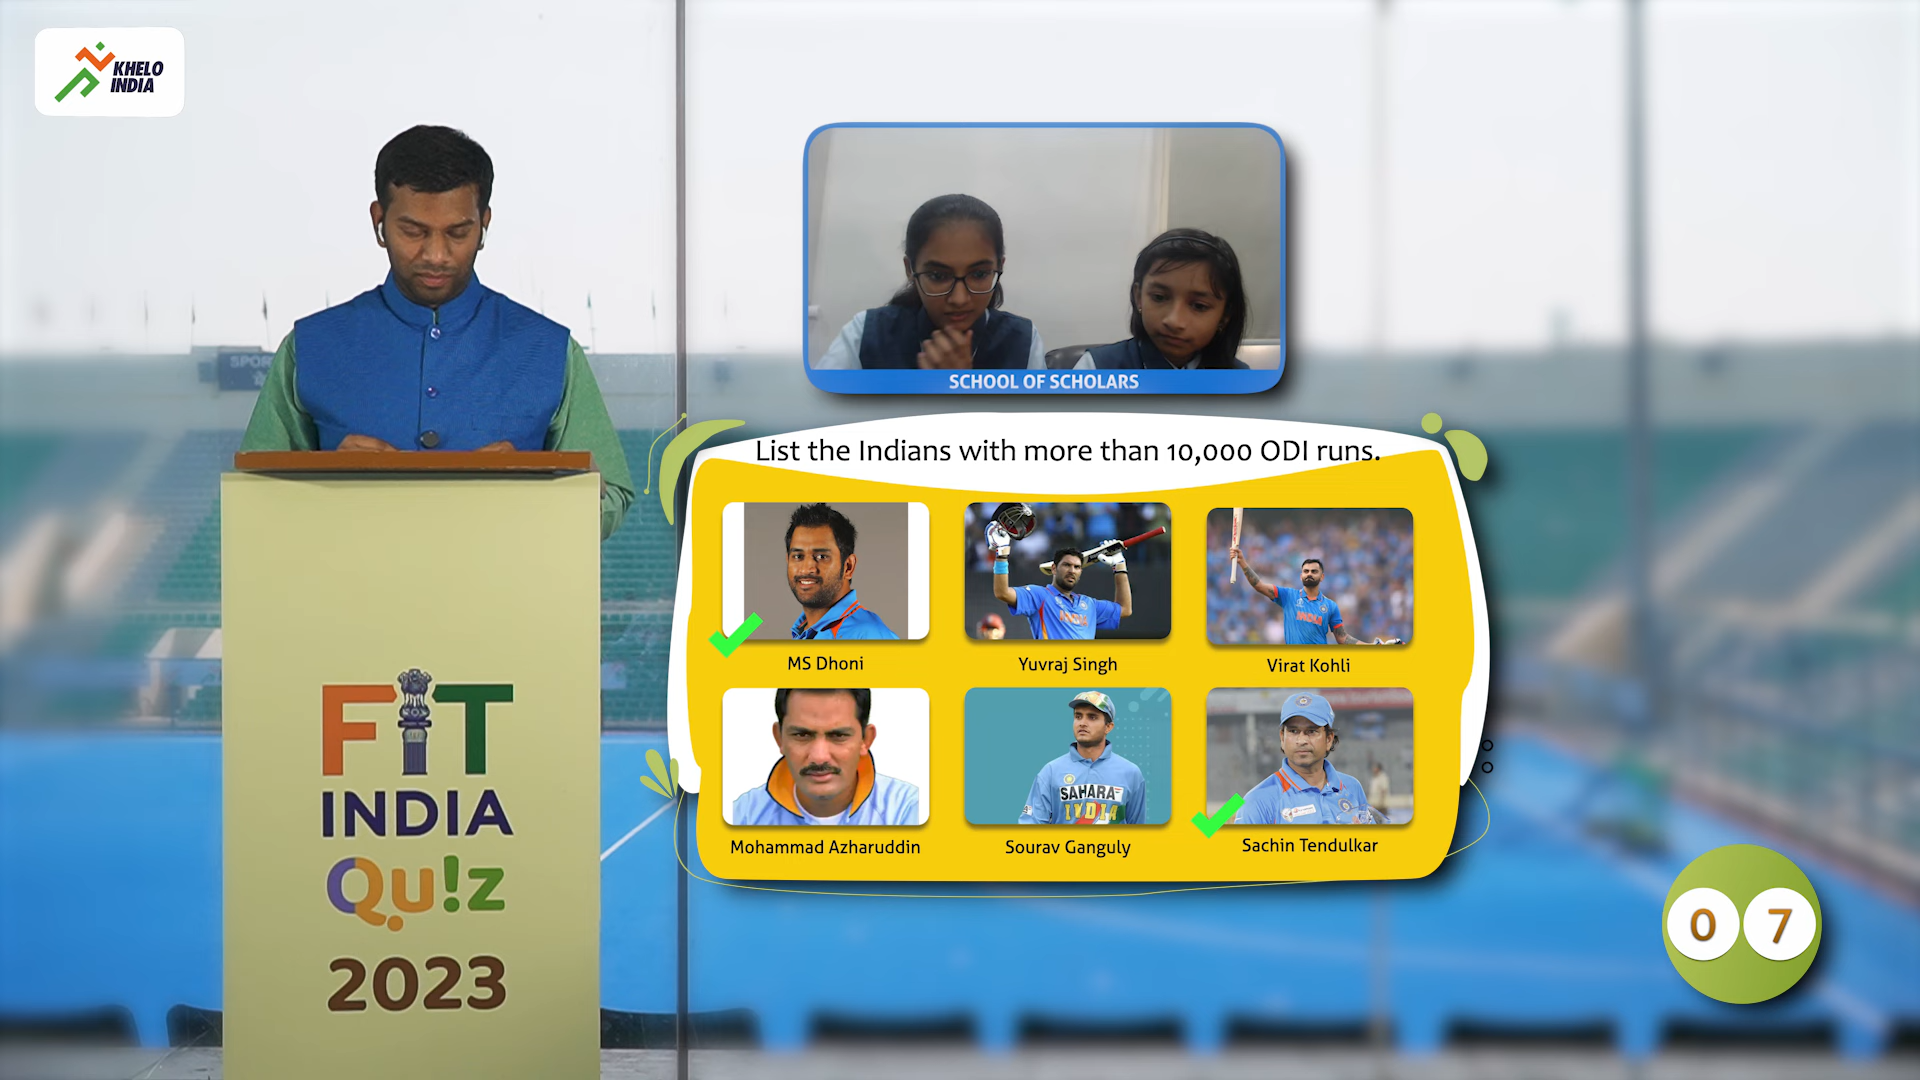 KHELO
INDIA
SPOR
SCHOOL OF SCHOLARS
List the Indians with more than 10,000 ODI runs.
MS Dhoni
Yuvraj Singh
Virat Kohli
SAHARA
INDIA
Mohammad Azharuddin
Sourav Ganguly
Sachin Tendulkar
FIT
INDIA
Qu!z
2023
0 7